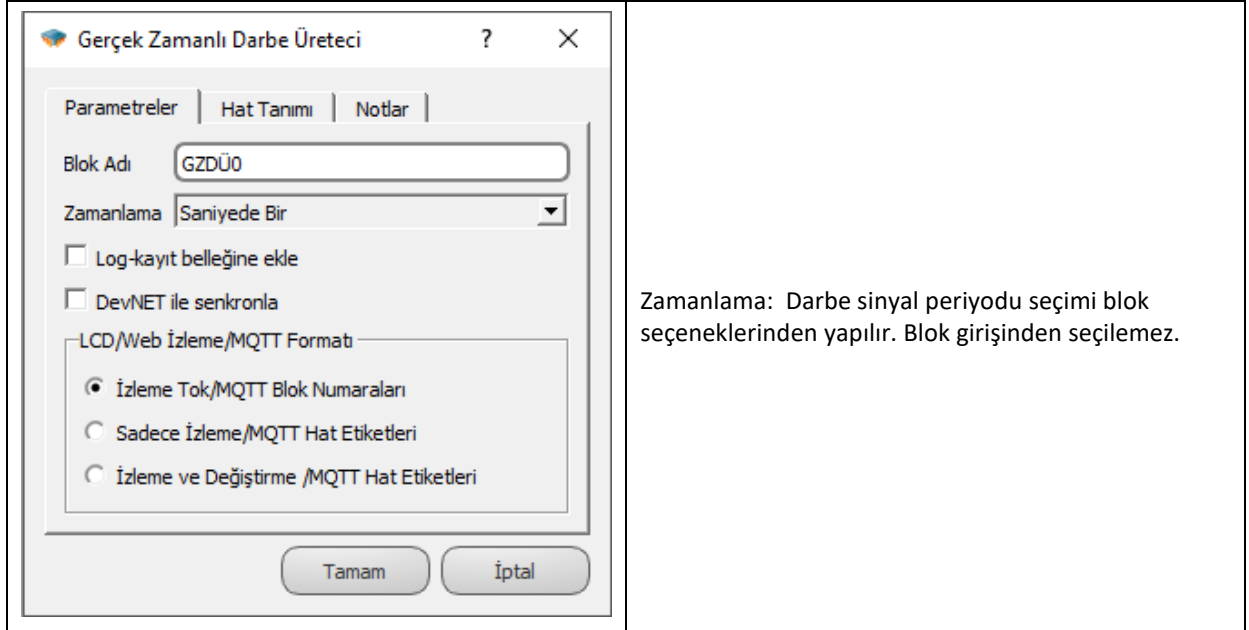 Gerçek Zamanlı Darbe Üreteci ?
Parametreler Hat Tanımı Notlar
Blok Adı GZDÜ0
Zamanlama Saniyede Bir
Log-kayıt belleğine ekle
DevNET ile senkronla
LCD/Web İzleme/MQTT Formatı
İzleme Yok/MQTT Blok Numaraları
Sadece İzleme/MQTT Hat Etiketleri
İzleme ve Değiştirme /MQTT Hat Etiketleri
Tamam İptal
Zamanlama: Darbe sinyal periyodu seçimi blok
seçeneklerinden yapılır. Blok girişinden seçilemez.